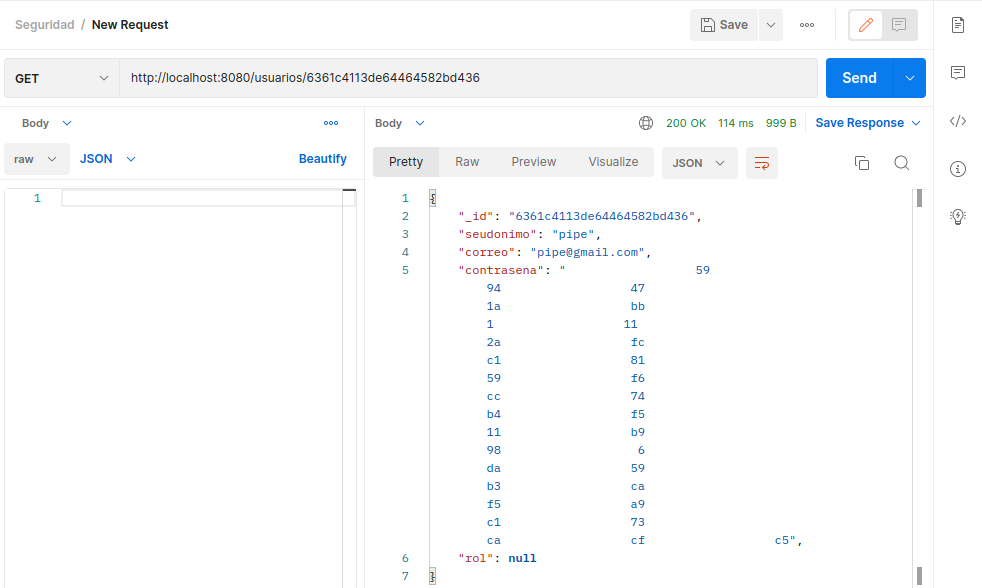 Seguridad / New Request
Save
GET http://localhost:8080/usuarios/6361c4113de64464582bd436 Send
Body
raw JSON Beautify
1
Body 200 OK 114 ms 999 B Save Response
Pretty Raw Preview Visualize JSON
1 {
2 "_id": "6361c4113de64464582bd436",
3 "seudonimo": "pipe",
4 "correo": "pipe@gmail.com",
5 "contrasena": " 59
94 47
1a bb
1 11
2a fc
c1 81
59 f6
cc 74
b4 f5
11 b9
98 6
da 59
b3 ca
f5 a9
c1 73
ca cf c5",
6 "rol": null
7 }